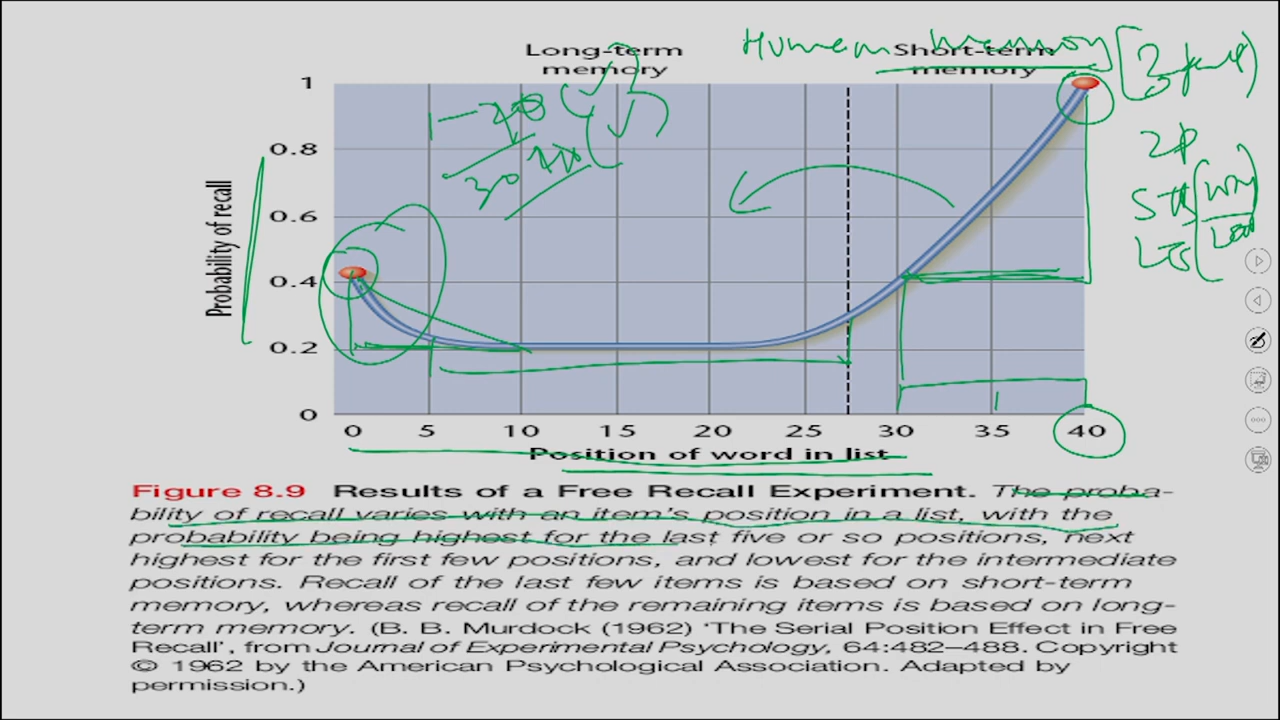 Long-term memory
Short-term memory
Human memory
1
0.8
0.6
0.4
0.2
0
Probability of recall
0 5 10 15 20 25 30 35 40
Position of word in list
Figure 8.9 Results of a Free Recall Experiment. The proba-
bility of recall varies with an item's position in a list, with the
probability being highest for the last five or so positions, next
highest for the first few positions, and lowest for the intermediate
positions. Recall of the last few items is based on short-term
memory, whereas recall of the remaining items is based on long-
term memory. (B. B. Murdock (1962) 'The Serial Position Effect in Free
Recall', from Journal of Experimental Psychology, 64:482–488. Copyright
© 1962 by the American Psychological Association. Adapted by
permission.)